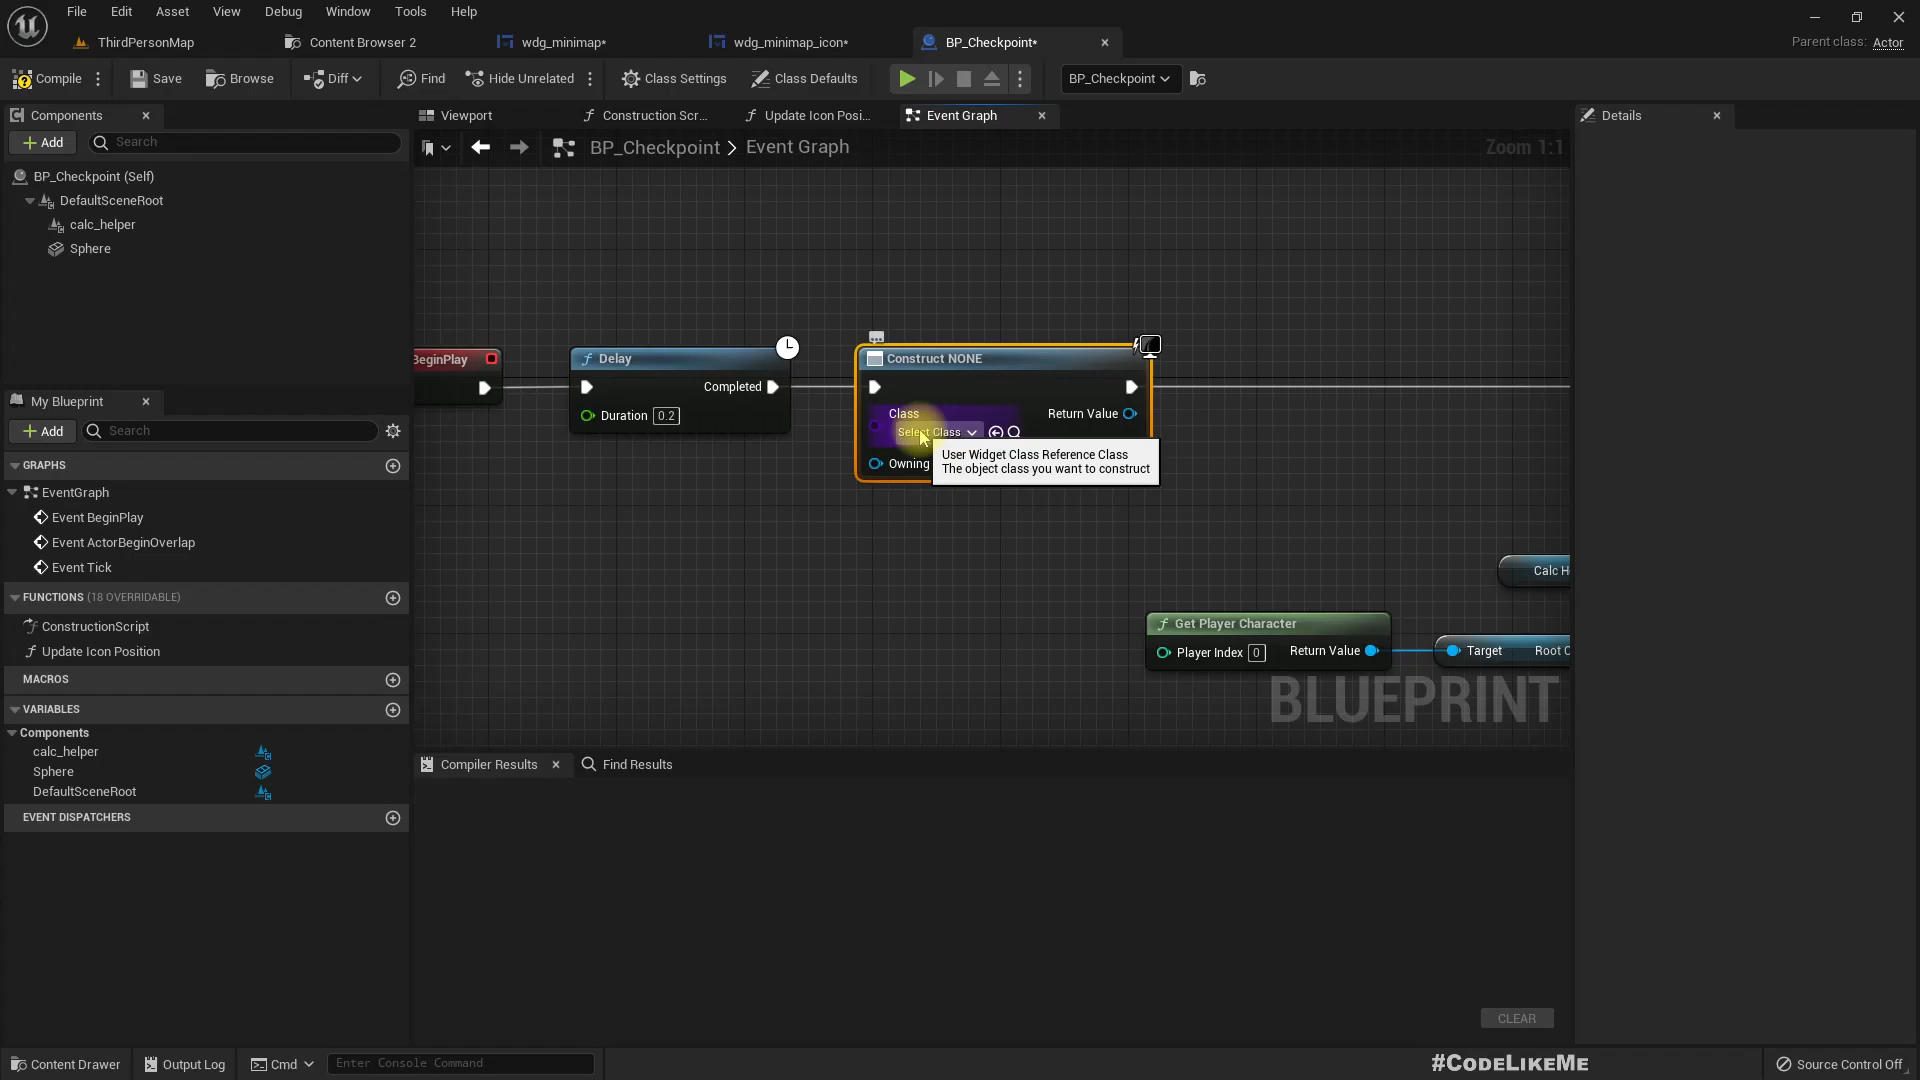 File Edit Asset View Debug Window Tools Help
ThirdPersonMap
Content Browser 2
wdg_minimap*
wdg_minimap_icon*
BP_Checkpoint*
Parent class: Actor
Compile
Save
Browse
Diff
Find
Hide Unrelated
Class Settings
Class Defaults
BP_Checkpoint
Components
Add
Search
BP_Checkpoint (Self)
DefaultSceneRoot
calc_helper
Sphere
My Blueprint
Add
Search
GRAPHS
EventGraph
Event BeginPlay
Event ActorBeginOverlap
Event Tick
FUNCTIONS (18 OVERRIDABLE)
ConstructionScript
Update Icon Position
MACROS
VARIABLES
Components
calc_helper
Sphere
DefaultSceneRoot
EVENT DISPATCHERS
Viewport
Construction Scr...
Update Icon Posi...
Event Graph
BP_Checkpoint > Event Graph
Zoom 1:1
BeginPlay
Delay
Completed
Duration 0.2
Construct NONE
Class
Return Value
Select Class
Owning
User Widget Class Reference Class
The object class you want to construct
Calc H
Get Player Character
Player Index 0
Return Value
Target
Root C
BLUEPRINT
Compiler Results
Find Results
CLEAR
Details
Content Drawer
Output Log
Cmd
Enter Console Command
#CODELIKEME
Source Control Off